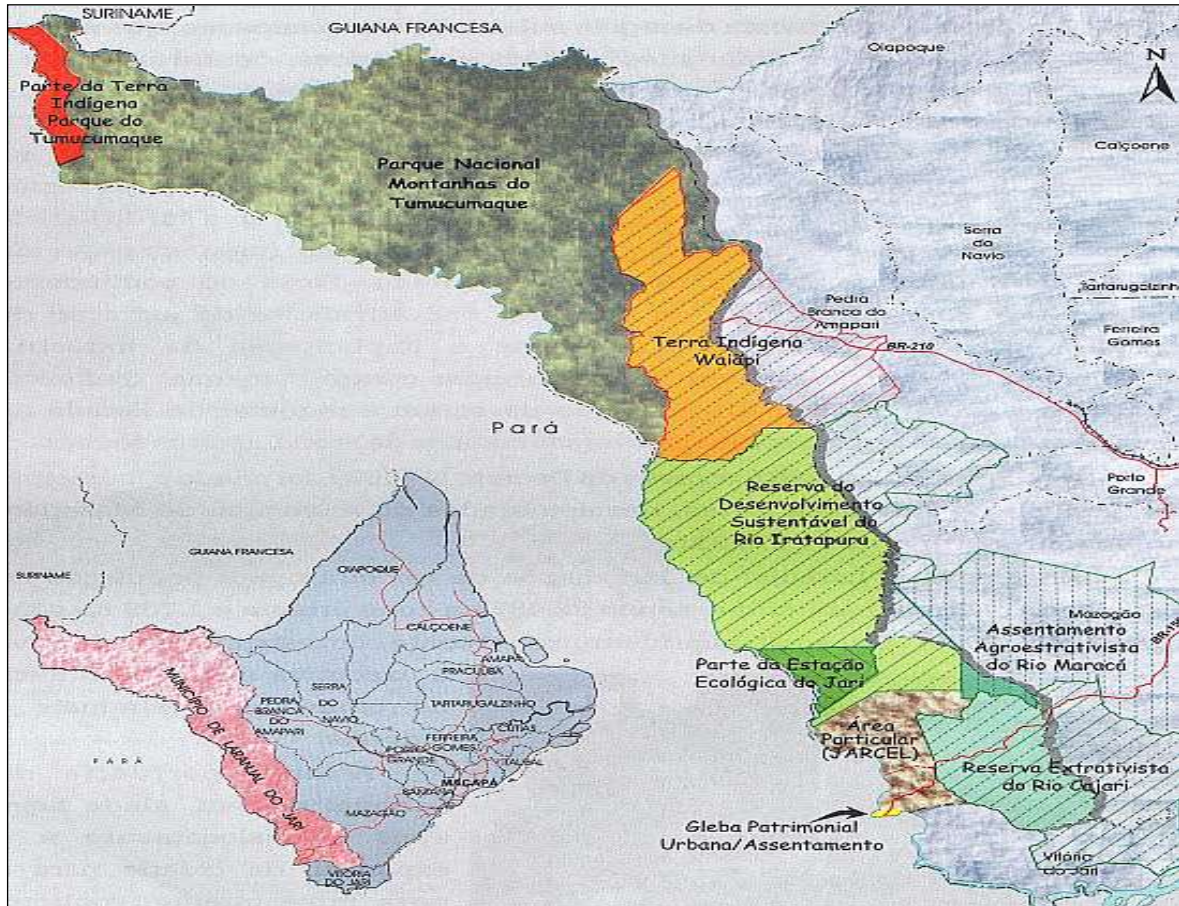 SURINAME
GUIANA FRANCESA
Oiapoque
N
Parte da Terra
Indígena
Parque do
Tumucumaque
Calçoene
Parque Nacional
Montanhas do
Tumucumaque
Serra
do
Navio
Tartarugalzinho
Pedra
Branca do
Amapari
Ferreira
Gomes
Terra Indígena
Waiãpi
BR-210
Pará
Porto
Grande
Reserva do
Desenvolvimento
Sustentável do
Rio Iratapuru
Mazagão
BR-156
Assentamento
Agroestrativista
do Rio Maracá
Parte da Estação
Ecológica do Jari
Área
Particular
(JARCEL)
Reserva Extrativista
do Rio Cajari
Gleba Patrimonial
Urbana/Assentamento
Vitória
do Jari
GUIANA FRANCESA
SURINAME
OIAPOQUE
CALÇOENE
AMAPÁ
PRACUUBA
SERRA
DO
NAVIO
TARTARUGALZINHO
PEDRA
BRANCA
DO
AMAPARI
CUTIAS
FERREIRA
GOMES
PORTO
GRANDE
ITAUBAL
MACAPÁ
SANTANA
MAZAGÃO
MUNICÍPIO DE LARANJAL DO JARI
PARÁ
VITÓRIA
DO JARI